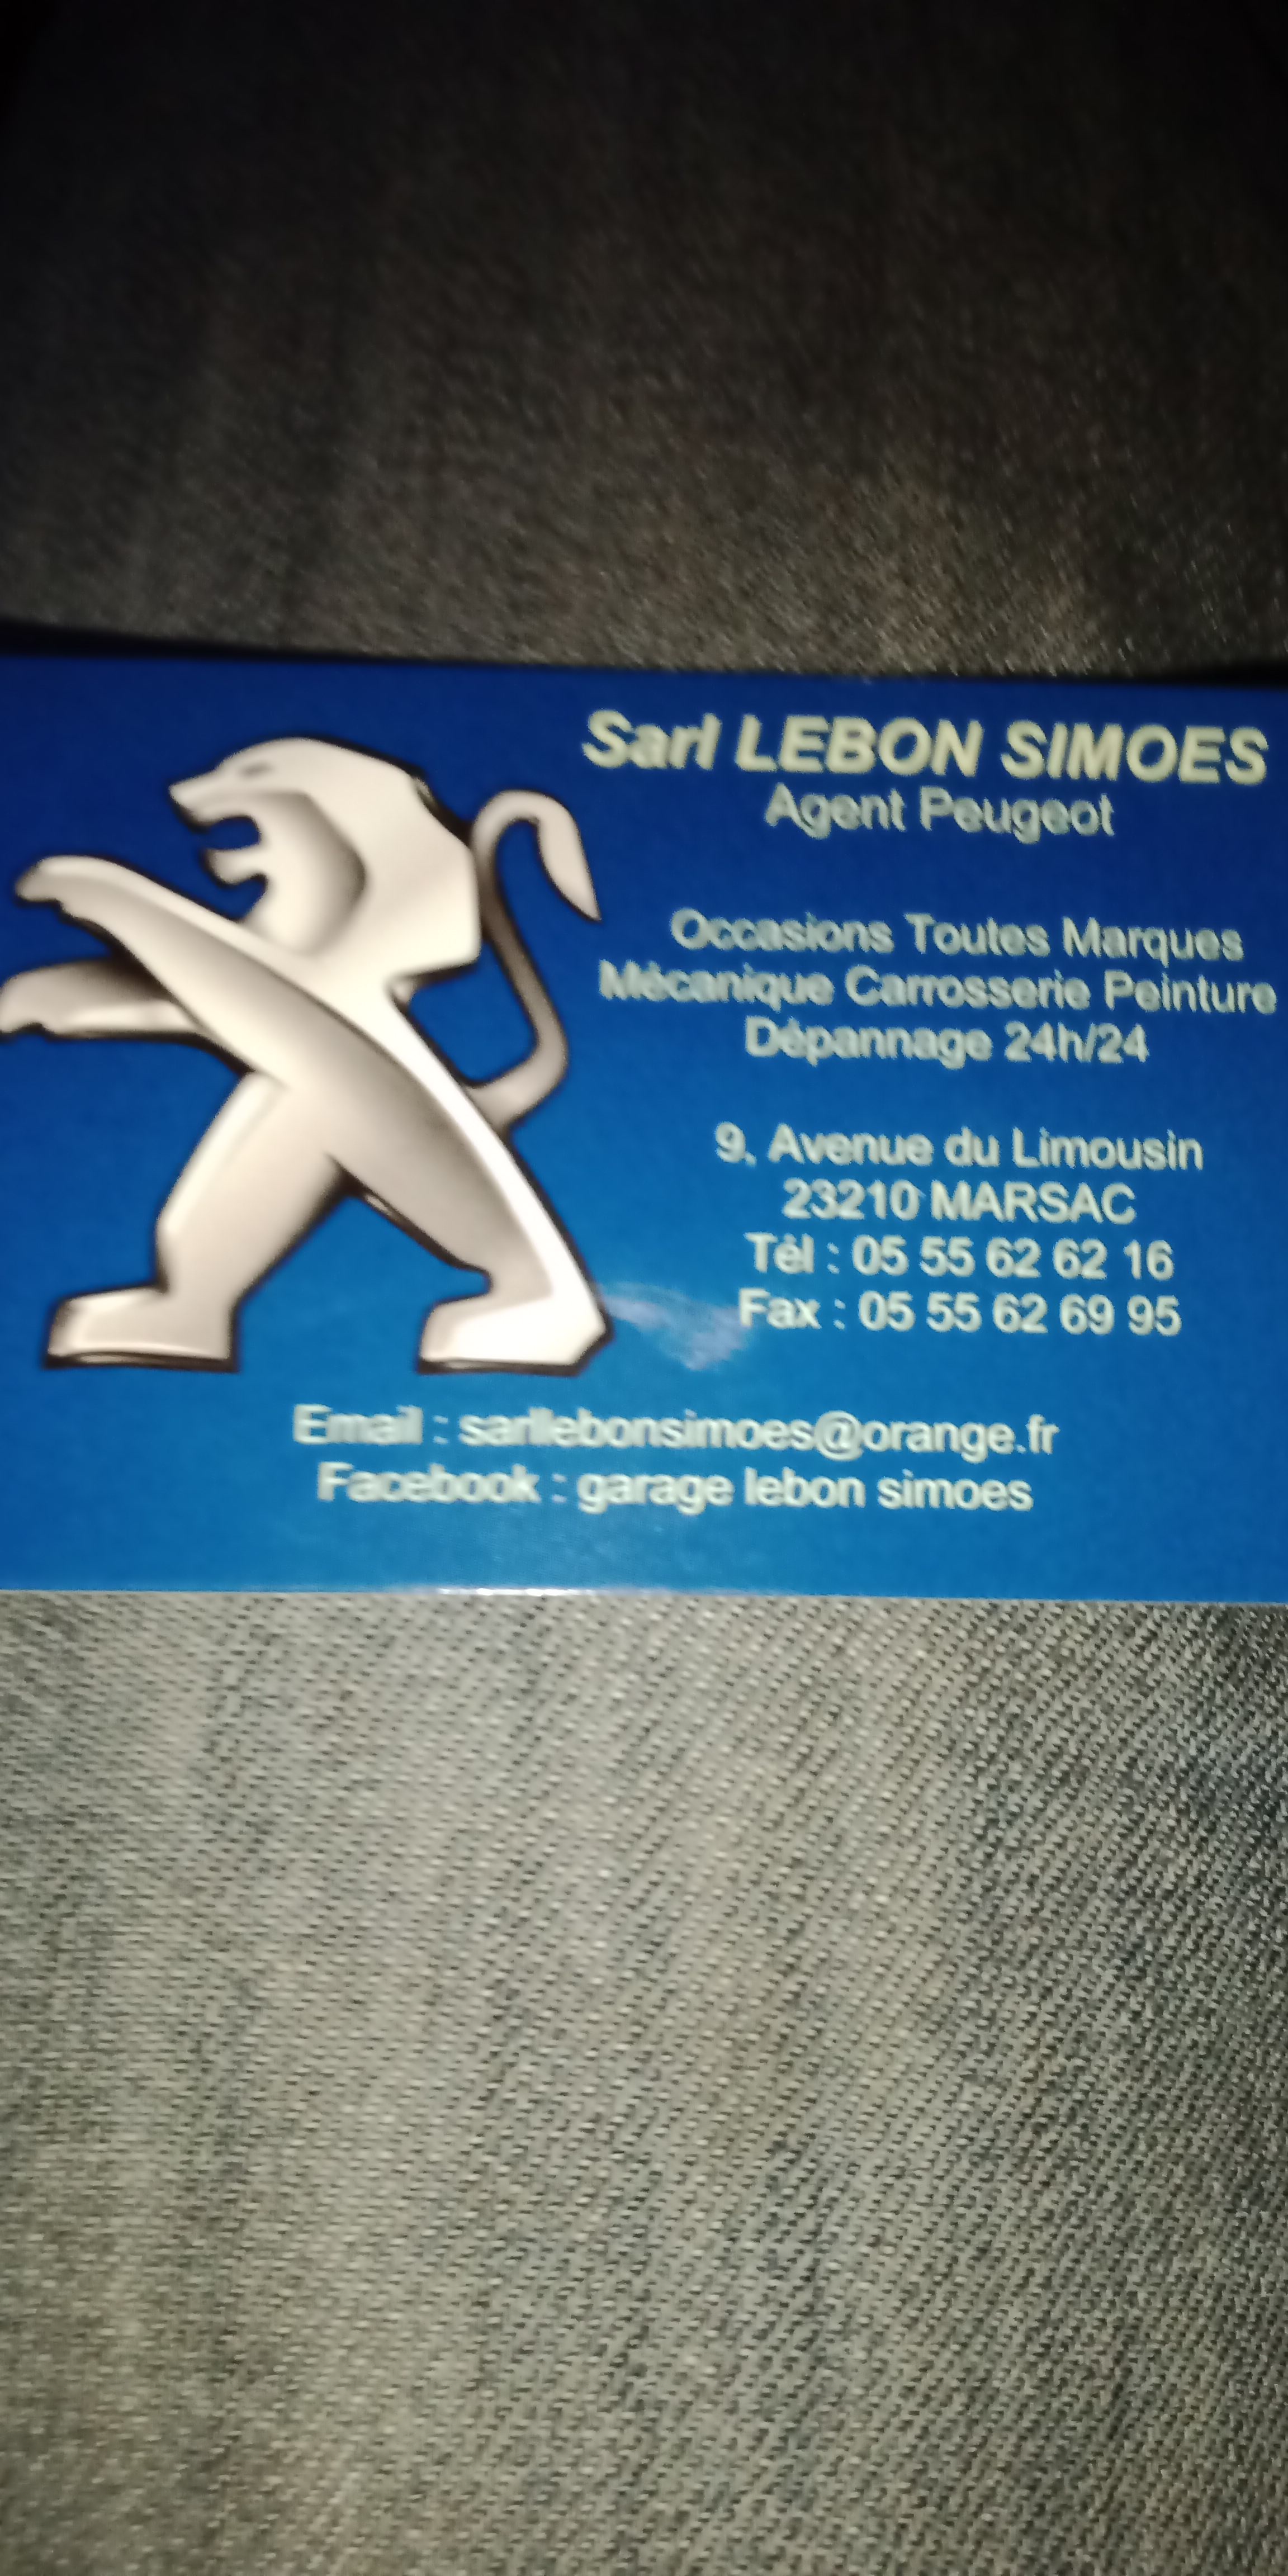 Sarl LEBON SIMOES
Agent Peugeot
Occasions Toutes Marques
Mécanique Carrosserie Peinture
Dépannage 24h/24
9, Avenue du Limousin
23210 MARSAC
Tél : 05 55 62 62 16
Fax : 05 55 62 69 95
Email : sarllebonsimoes@orange.fr
Facebook : garage lebon simoes